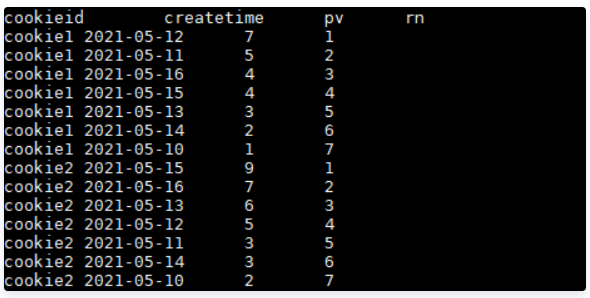 cookieid createtime pv rn
cookie1 2021-05-12 7 1
cookie1 2021-05-11 5 2
cookie1 2021-05-16 4 3
cookie1 2021-05-15 4 4
cookie1 2021-05-13 3 5
cookie1 2021-05-14 2 6
cookie1 2021-05-10 1 7
cookie2 2021-05-15 9 1
cookie2 2021-05-16 7 2
cookie2 2021-05-13 6 3
cookie2 2021-05-12 5 4
cookie2 2021-05-11 3 5
cookie2 2021-05-14 3 6
cookie2 2021-05-10 2 7